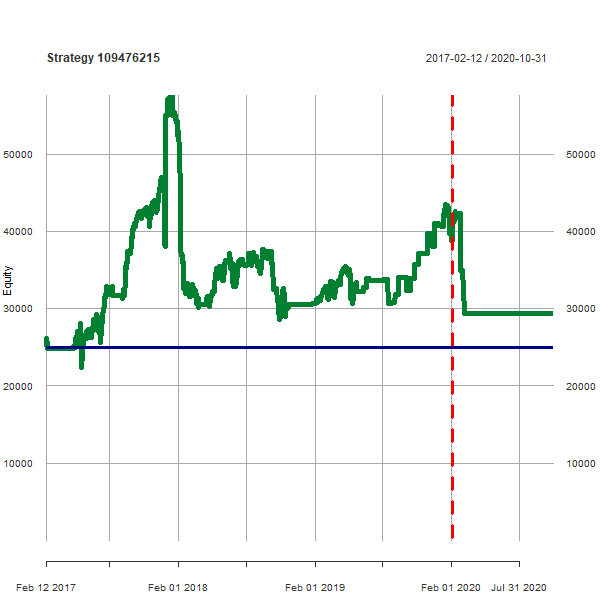 Strategy 109476215
2017-02-12 / 2020-10-31
50000
50000
40000
40000
Equity
30000
30000
20000
20000
10000
10000
Feb 12 2017
Feb 01 2018
Feb 01 2019
Feb 01 2020
Jul 31 2020